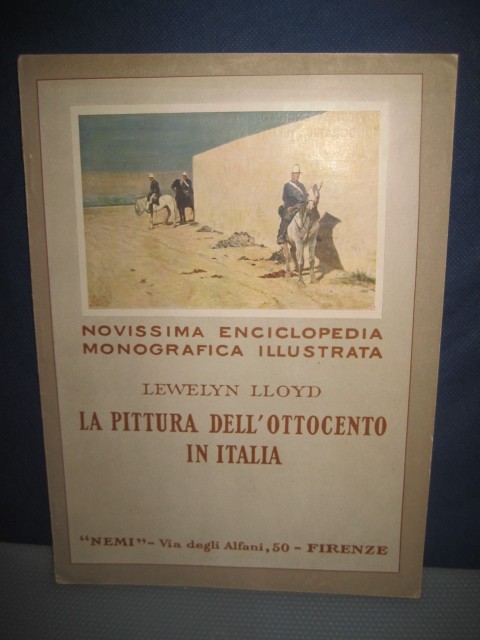 NOVISSIMA ENCICLOPEDIA
MONOGRAFICA ILLUSTRATA
LEWELYN LLOYD
LA PITTURA DELL'OTTOCENTO
IN ITALIA
"NEMI" - Via degli Alfani, 50 - FIRENZE